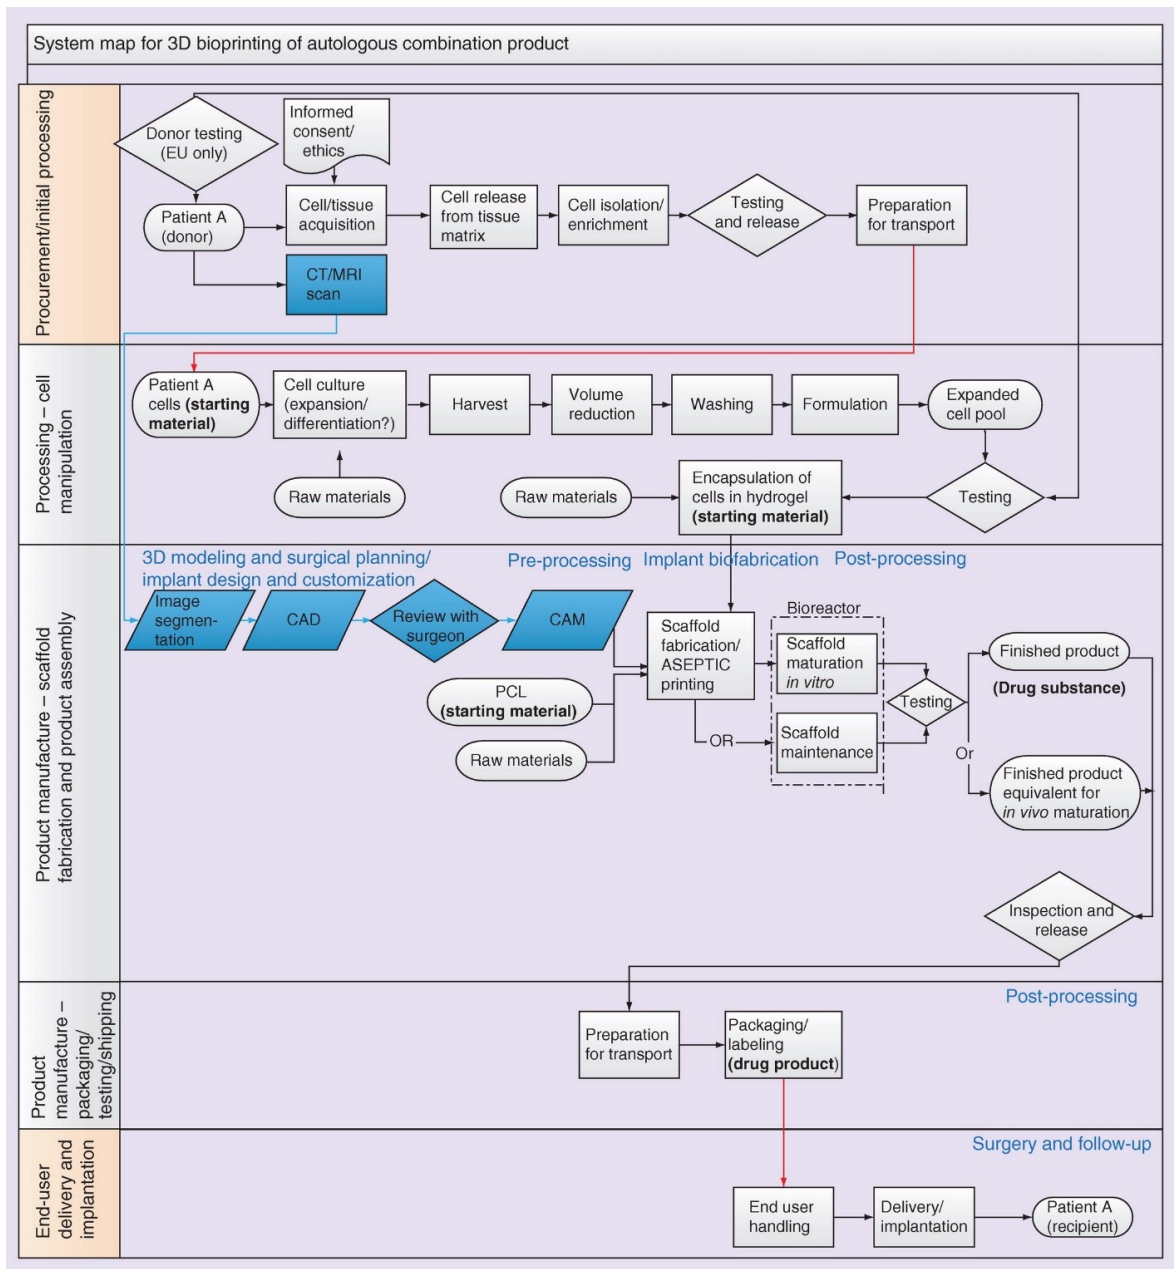 System map for 3D bioprinting of autologous combination product
Procurement/initial processing
Donor testing
(EU only)
Informed
consent/
ethics
Patient A
(donor)
Cell/tissue
acquisition
Cell release
from tissue
matrix
Cell isolation/
enrichment
Testing
and release
Preparation
for transport
CT/MRI
scan
Processing – cell
manipulation
Patient A
cells (starting
material)
Cell culture
(expansion/
differentiation?)
Harvest
Volume
reduction
Washing
Formulation
Expanded
cell pool
Raw materials
Raw materials
Encapsulation of
cells in hydrogel
(starting material)
Testing
Product manufacture – scaffold
fabrication and product assembly
3D modeling and surgical planning/
implant design and customization
Pre-processing
Implant biofabrication
Post-processing
Image
segmen-
tation
CAD
Review with
surgeon
CAM
PCL
(starting material)
Raw materials
Scaffold
fabrication/
ASEPTIC
printing
Bioreactor
Scaffold
maturation
in vitro
OR
Scaffold
maintenance
Testing
Finished product
(Drug substance)
Or
Finished product
equivalent for
in vivo maturation
Inspection and
release
Product
manufacture –
packaging/
testing/shipping
Post-processing
Preparation
for transport
Packaging/
labeling
(drug product)
End-user
delivery and
implantation
Surgery and follow-up
End user
handling
Delivery/
implantation
Patient A
(recipient)